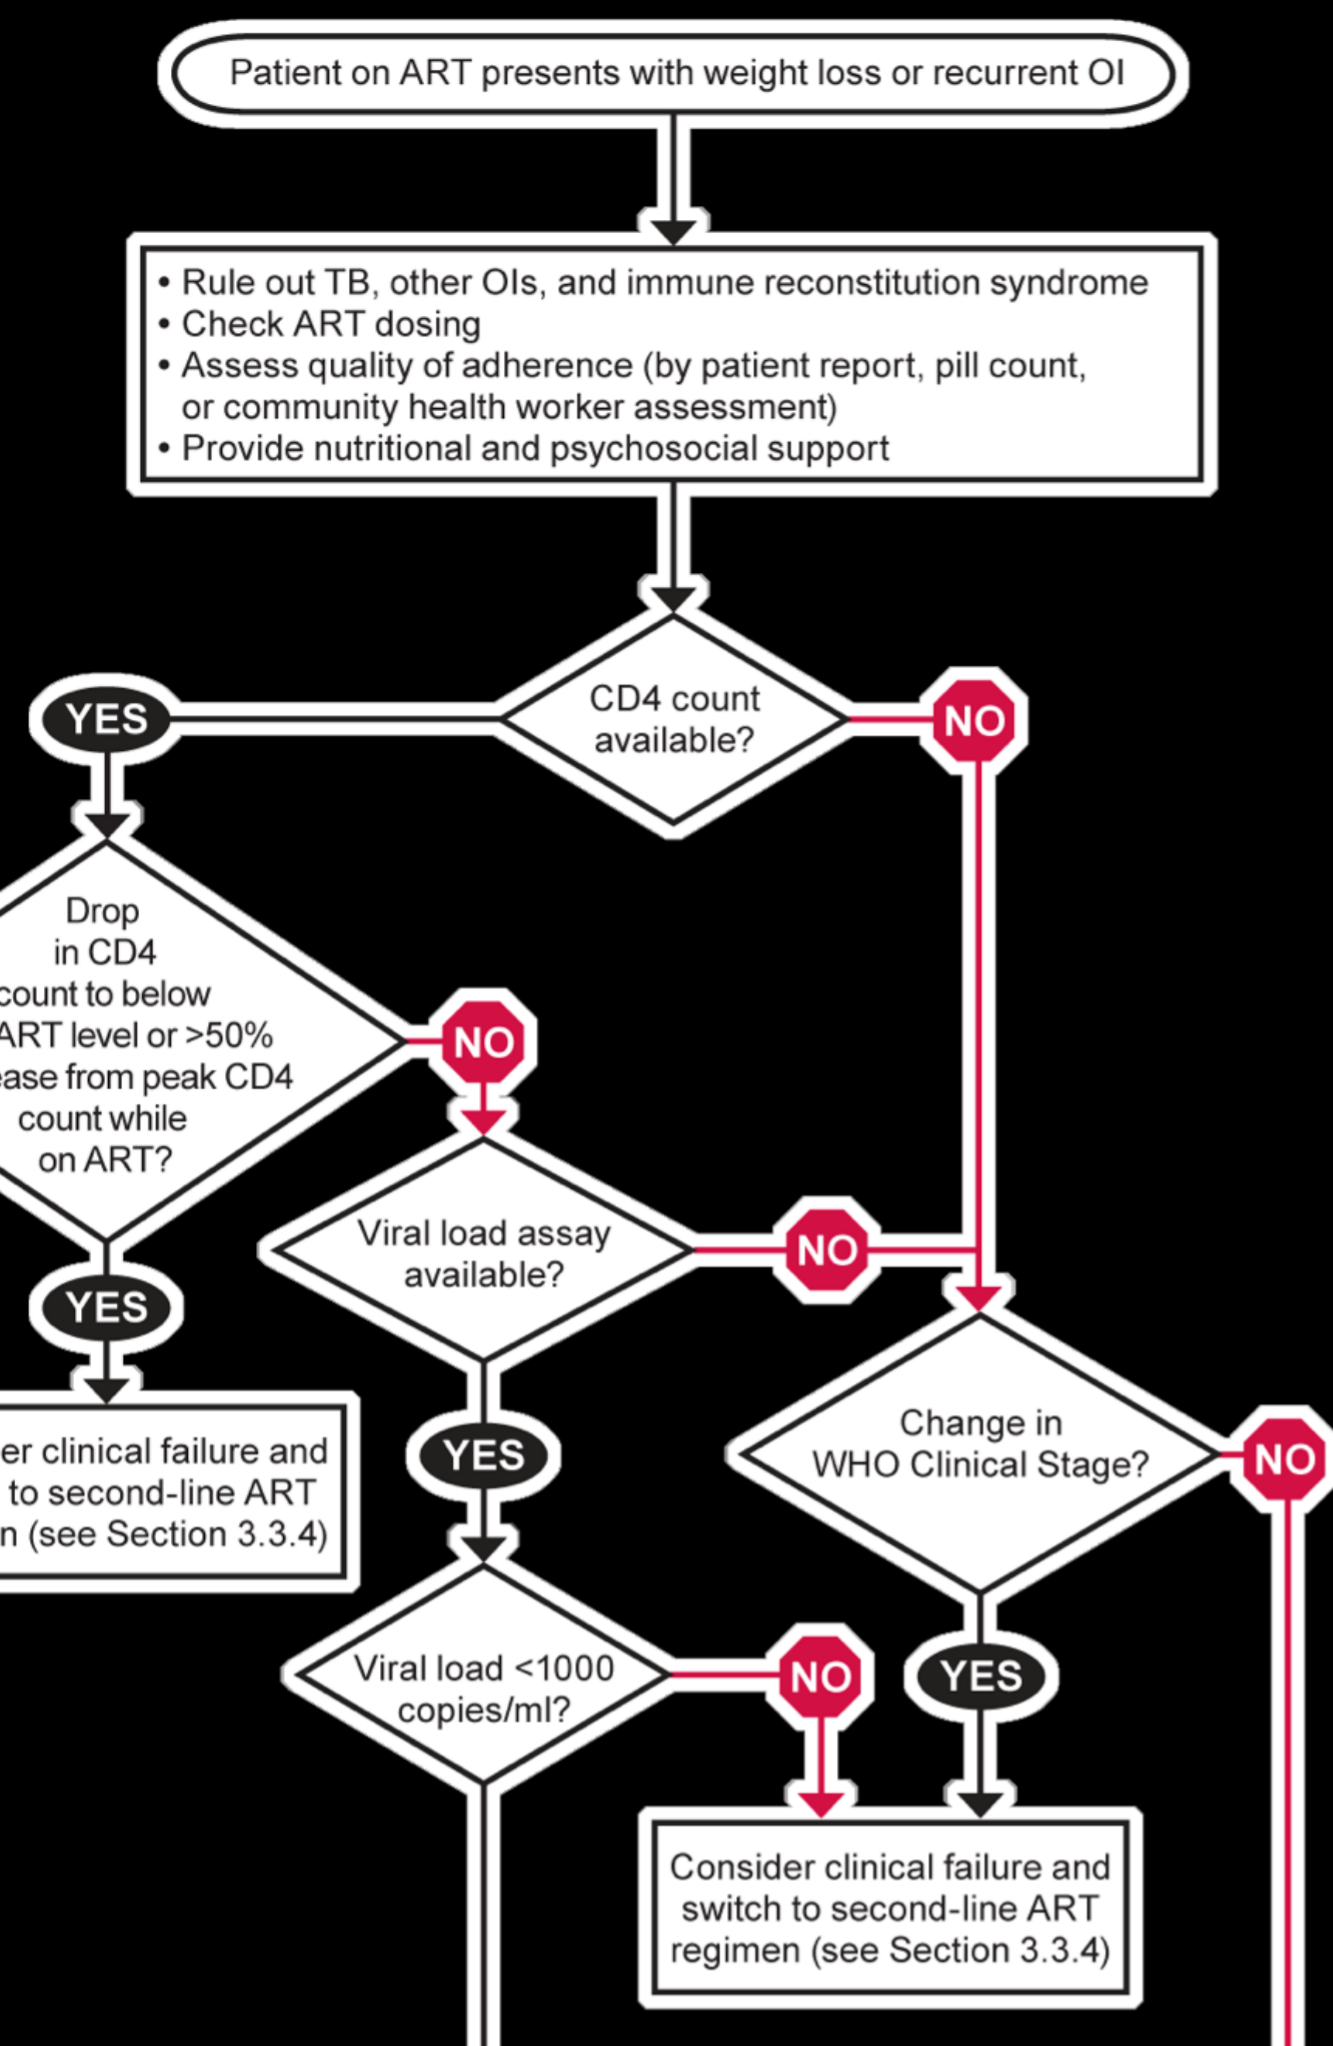 Patient on ART presents with weight loss or recurrent OI
• Rule out TB, other OIs, and immune reconstitution syndrome
• Check ART dosing
• Assess quality of adherence (by patient report, pill count,
or community health worker assessment)
• Provide nutritional and psychosocial support
CD4 count
available?
YES
NO
Drop
in CD4
count to below
ART level or >50%
ease from peak CD4
count while
on ART?
NO
Viral load assay
available?
NO
YES
er clinical failure and
to second-line ART
n (see Section 3.3.4)
YES
Change in
WHO Clinical Stage?
NO
Viral load <1000
copies/ml?
NO
YES
Consider clinical failure and
switch to second-line ART
regimen (see Section 3.3.4)